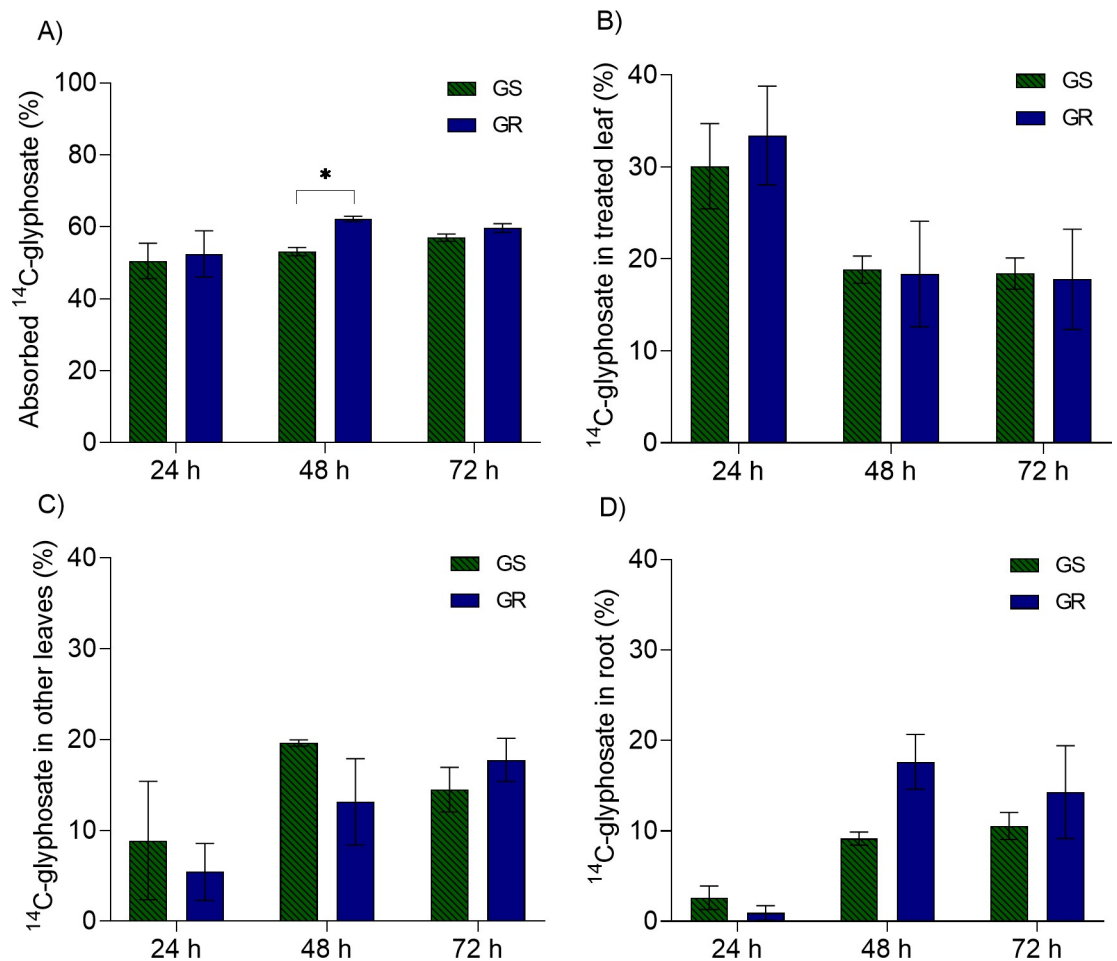 A)
Absorbed ¹⁴C-glyphosate (%)
100
80
60
40
20
0
GS
GR
*
24 h 48 h 72 h
B)
¹⁴C-glyphosate in treated leaf (%)
40
30
20
10
0
GS
GR
24 h 48 h 72 h
C)
¹⁴C-glyphosate in other leaves (%)
40
30
20
10
0
GS
GR
24 h 48 h 72 h
D)
¹⁴C-glyphosate in root (%)
40
30
20
10
0
GS
GR
24 h 48 h 72 h